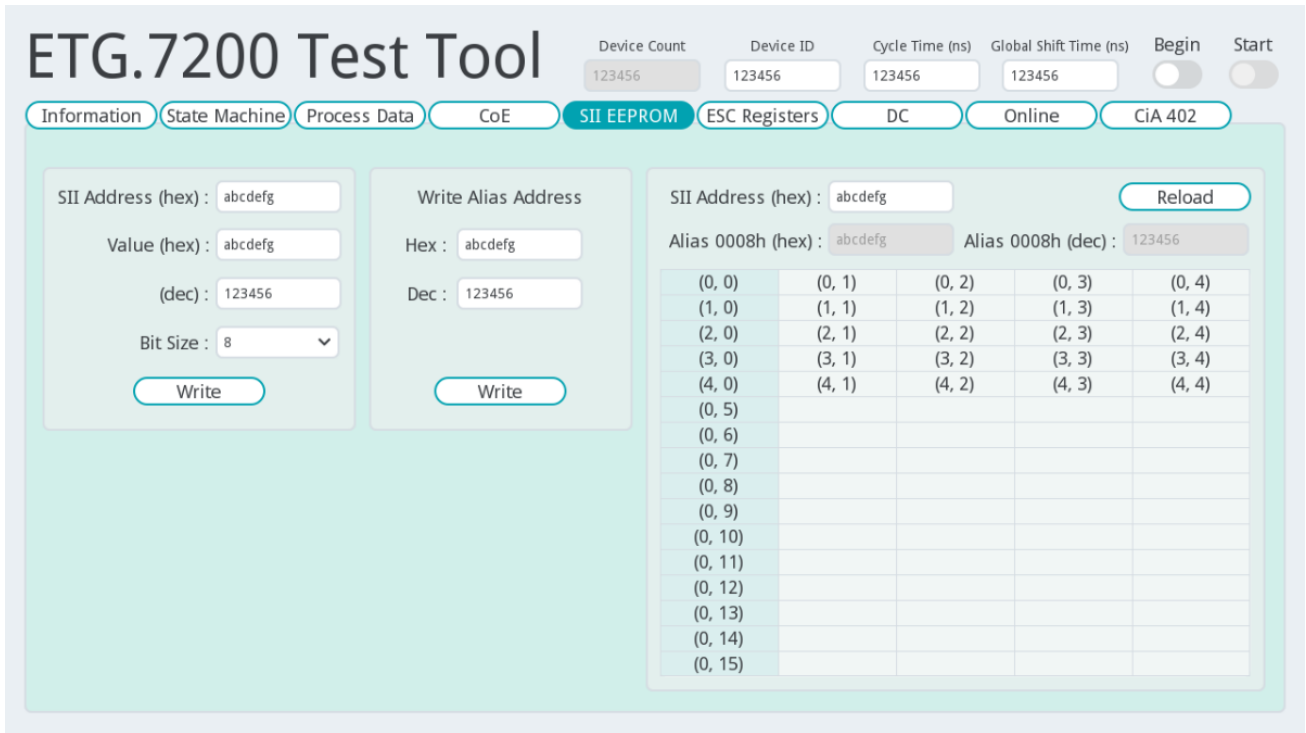 ETG.7200 Test Tool
Device Count Device ID Cycle Time (ns) Global Shift Time (ns) Begin Start
123456 123456 123456 123456
Information State Machine Process Data CoE SII EEPROM ESC Registers DC Online CiA 402
SII Address (hex) : abcdefg
Value (hex) : abcdefg
(dec) : 123456
Bit Size : 8
Write
Write Alias Address
Hex : abcdefg
Dec : 123456
Write
SII Address (hex) : abcdefg Reload
Alias 0008h (hex) : abcdefg Alias 0008h (dec) : 123456
(0, 0) (0, 1) (0, 2) (0, 3) (0, 4)
(1, 0) (1, 1) (1, 2) (1, 3) (1, 4)
(2, 0) (2, 1) (2, 2) (2, 3) (2, 4)
(3, 0) (3, 1) (3, 2) (3, 3) (3, 4)
(4, 0) (4, 1) (4, 2) (4, 3) (4, 4)
(0, 5)
(0, 6)
(0, 7)
(0, 8)
(0, 9)
(0, 10)
(0, 11)
(0, 12)
(0, 13)
(0, 14)
(0, 15)